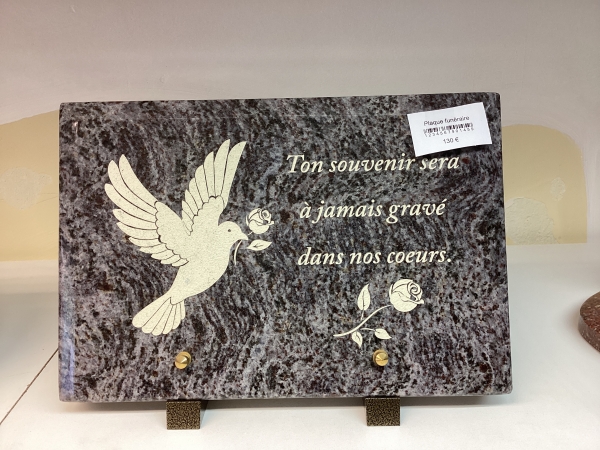 Plaque funéraire
130 €
Ton souvenir sera
à jamais gravé
dans nos coeurs.